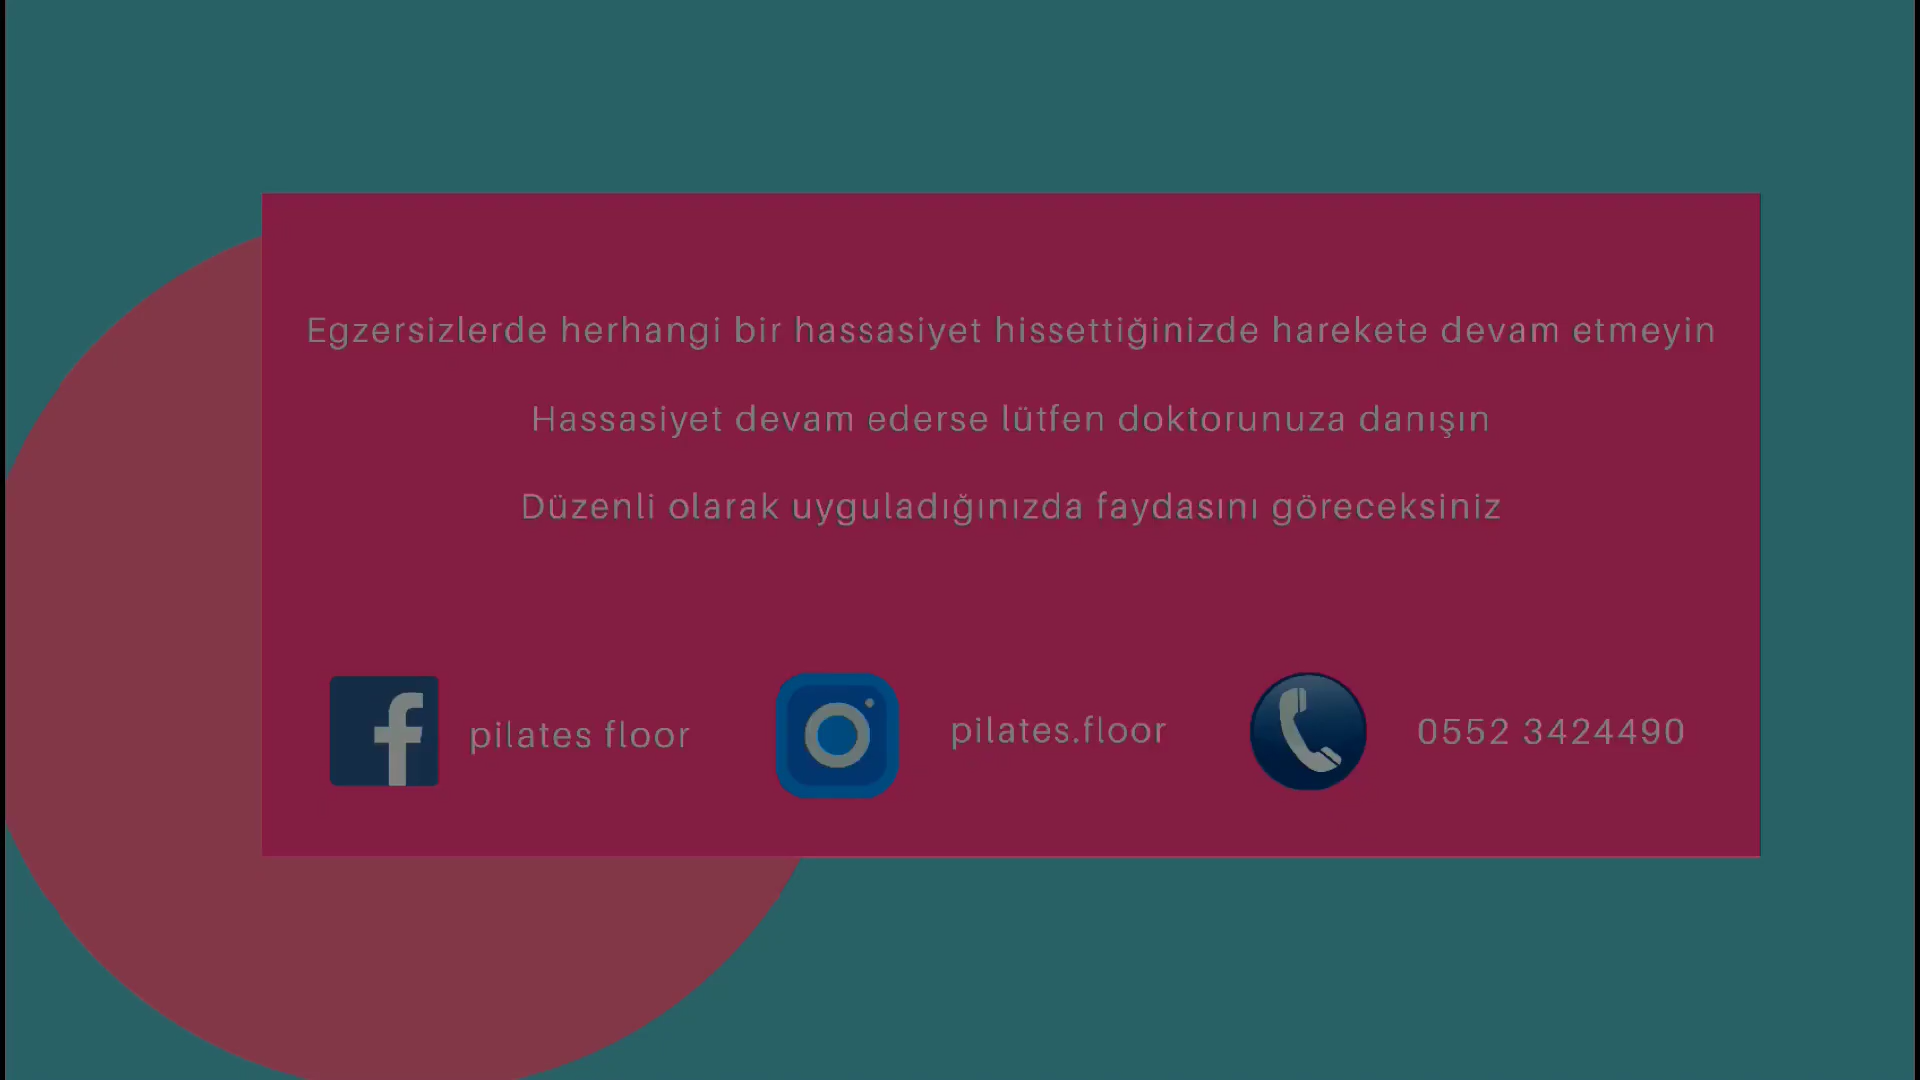 Egzersizlerde herhangi bir hassasiyet hissettiğinizde harekete devam etmeyin
Hassasiyet devam ederse lütfen doktorunuza danışın
Düzenli olarak uyguladığınızda faydasını göreceksiniz
pilates floor
pilates.floor
0552 3424490